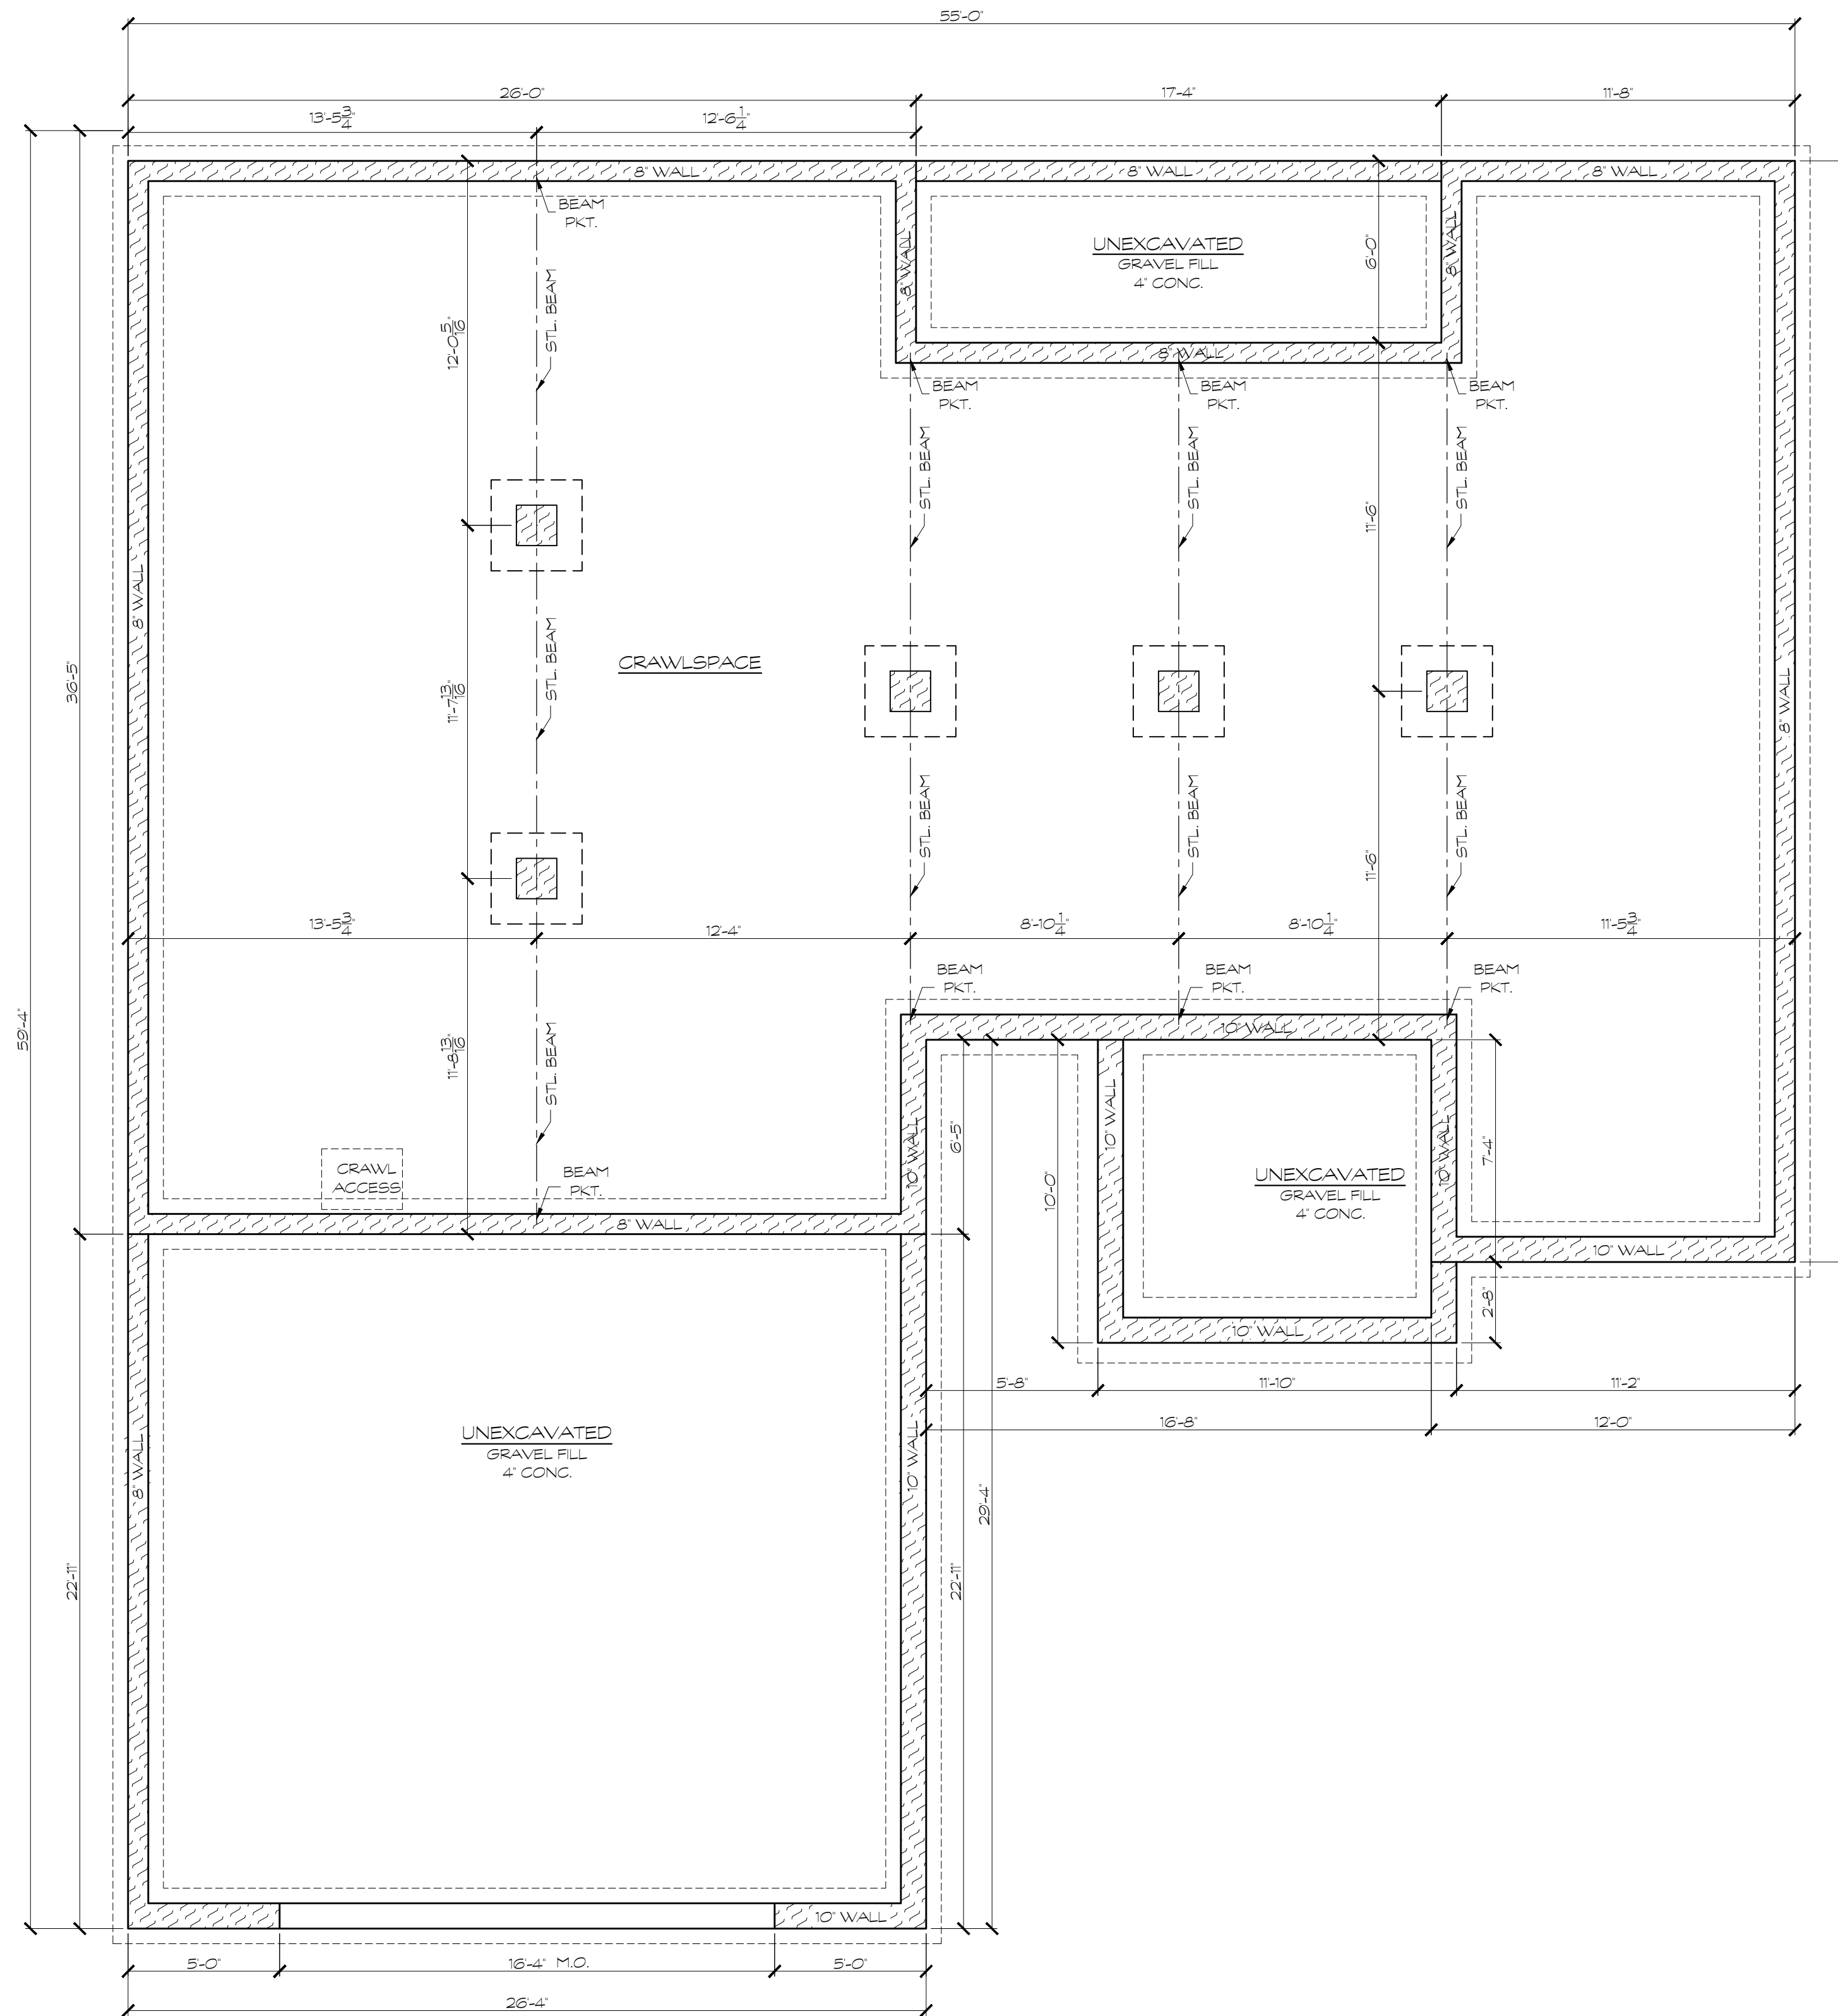 55'-0"
26'-0" 17'-4" 11'-8"
13'-5 3/4" 12'-6 1/4"
8" WALL 8" WALL 8" WALL
BEAM
PKT.
UNEXCAVATED
GRAVEL FILL
4" CONC.
6'-0"
8" WALL
8" WALL
STL. BEAM
12'-0 5/16"
8" WALL
BEAM
PKT.
BEAM
PKT.
BEAM
PKT.
STL. BEAM
STL. BEAM
STL. BEAM
11'-6"
8" WALL
36'-5"
11'-7 13/16"
STL. BEAM
CRAWLSPACE
8" WALL
STL. BEAM
STL. BEAM
STL. BEAM
11'-6"
13'-5 3/4" 12'-4" 8'-10 1/4" 8'-10 1/4" 11'-5 3/4"
BEAM
PKT.
BEAM
PKT.
BEAM
PKT.
59'-4"
11'-8 13/16"
STL. BEAM
10" WALL
10" WALL
10" WALL
6'-5"
10" WALL
7'-4"
CRAWL
ACCESS
BEAM
PKT.
10'-0"
UNEXCAVATED
GRAVEL FILL
4" CONC.
8" WALL
10" WALL
2'-8"
10" WALL
5'-8" 11'-10" 11'-2"
16'-8" 12'-0"
UNEXCAVATED
GRAVEL FILL
4" CONC.
8" WALL
10" WALL
29'-4"
22'-11"
22'-11"
10" WALL
5'-0" 16'-4" M.O. 5'-0"
26'-4"